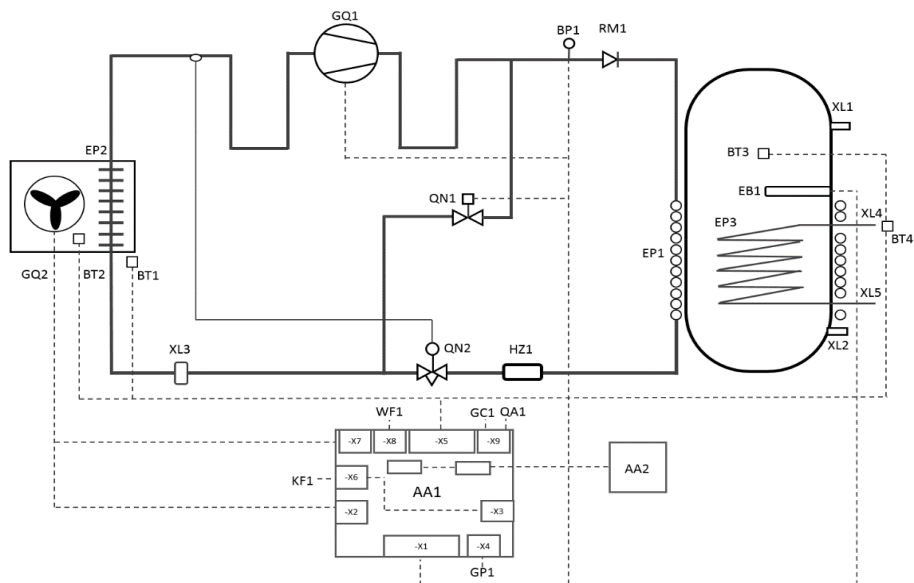 GQ1
BP1
RM1
XL1
EP2
BT3
QN1
EB1
XL4
EP3
BT4
EP1
GQ2
BT2
BT1
XL5
XL3
QN2
HZ1
XL2
WF1
GC1
QA1
-X7
-X8
-X5
-X9
AA2
KF1
-X6
AA1
-X2
-X3
-X1
-X4
GP1